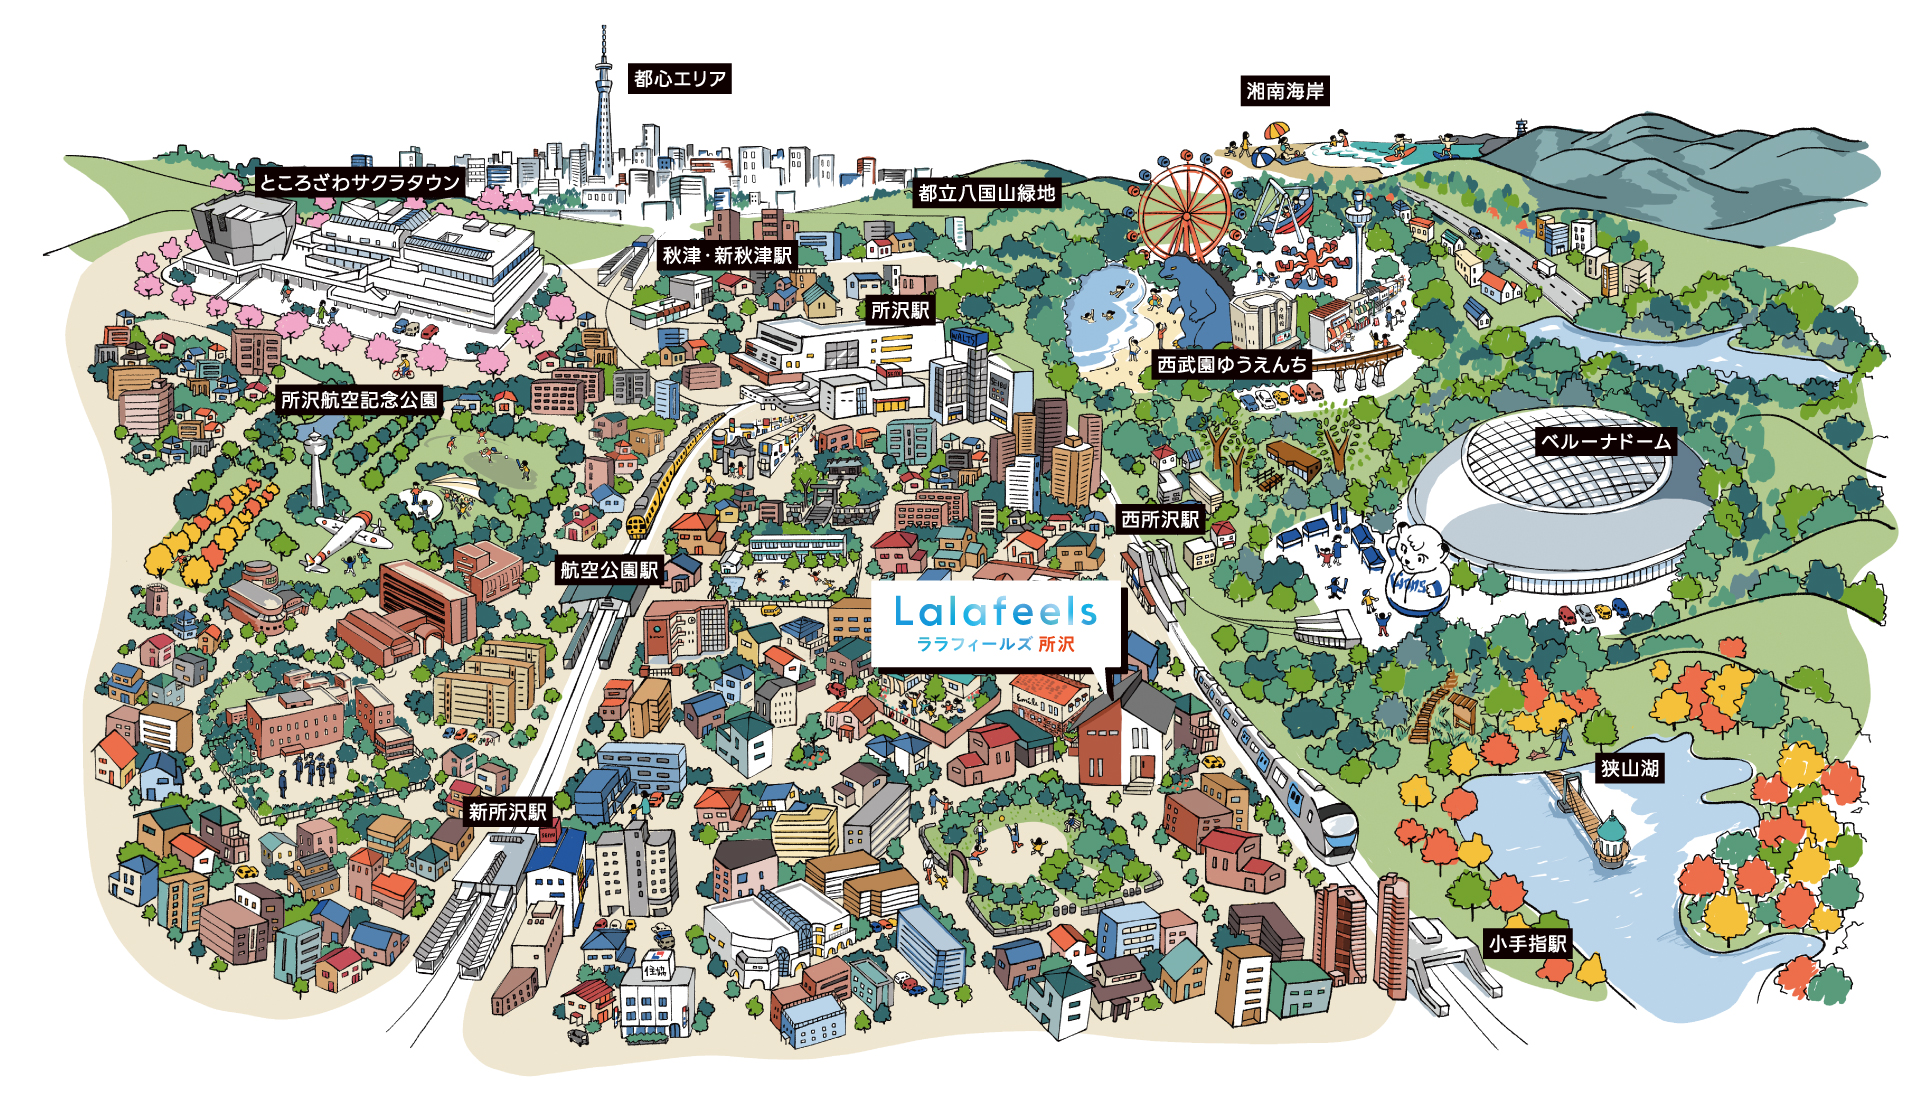 都心エリア
湘南海岸
ところざわサクラタウン
都立八国山緑地
秋津・新秋津駅
所沢駅
WALTS
西武園ゆうえんち
所沢航空記念公園
ベルーナドーム
西所沢駅
航空公園駅
Lalafeels
ララフィールズ 所沢
Lions
狭山湖
新所沢駅
小手指駅
住協